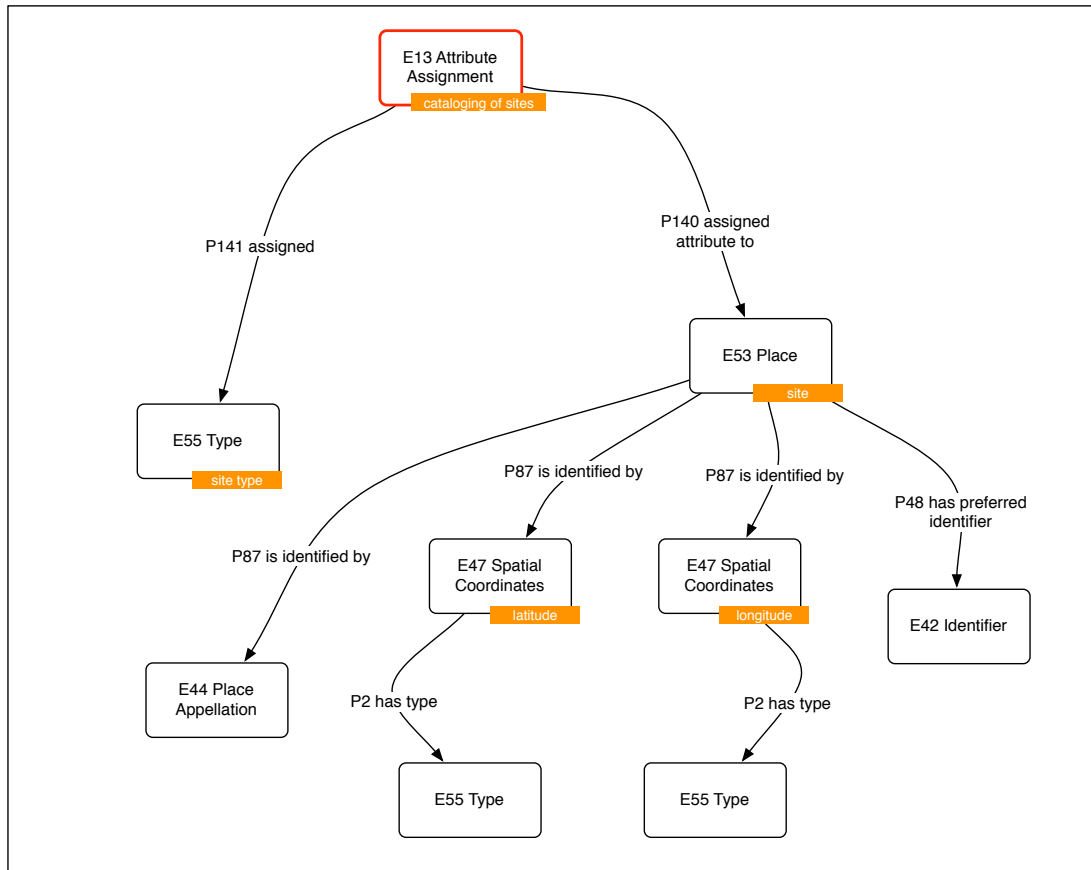 E13 Attribute
Assignment
cataloging of sites
P141 assigned
P140 assigned
attribute to
E53 Place
site
E55 Type
site type
P87 is identified by
P87 is identified by
P48 has preferred
identifier
P87 is identified by
E47 Spatial
Coordinates
latitude
E47 Spatial
Coordinates
longitude
E42 Identifier
E44 Place
Appellation
P2 has type
P2 has type
E55 Type
E55 Type